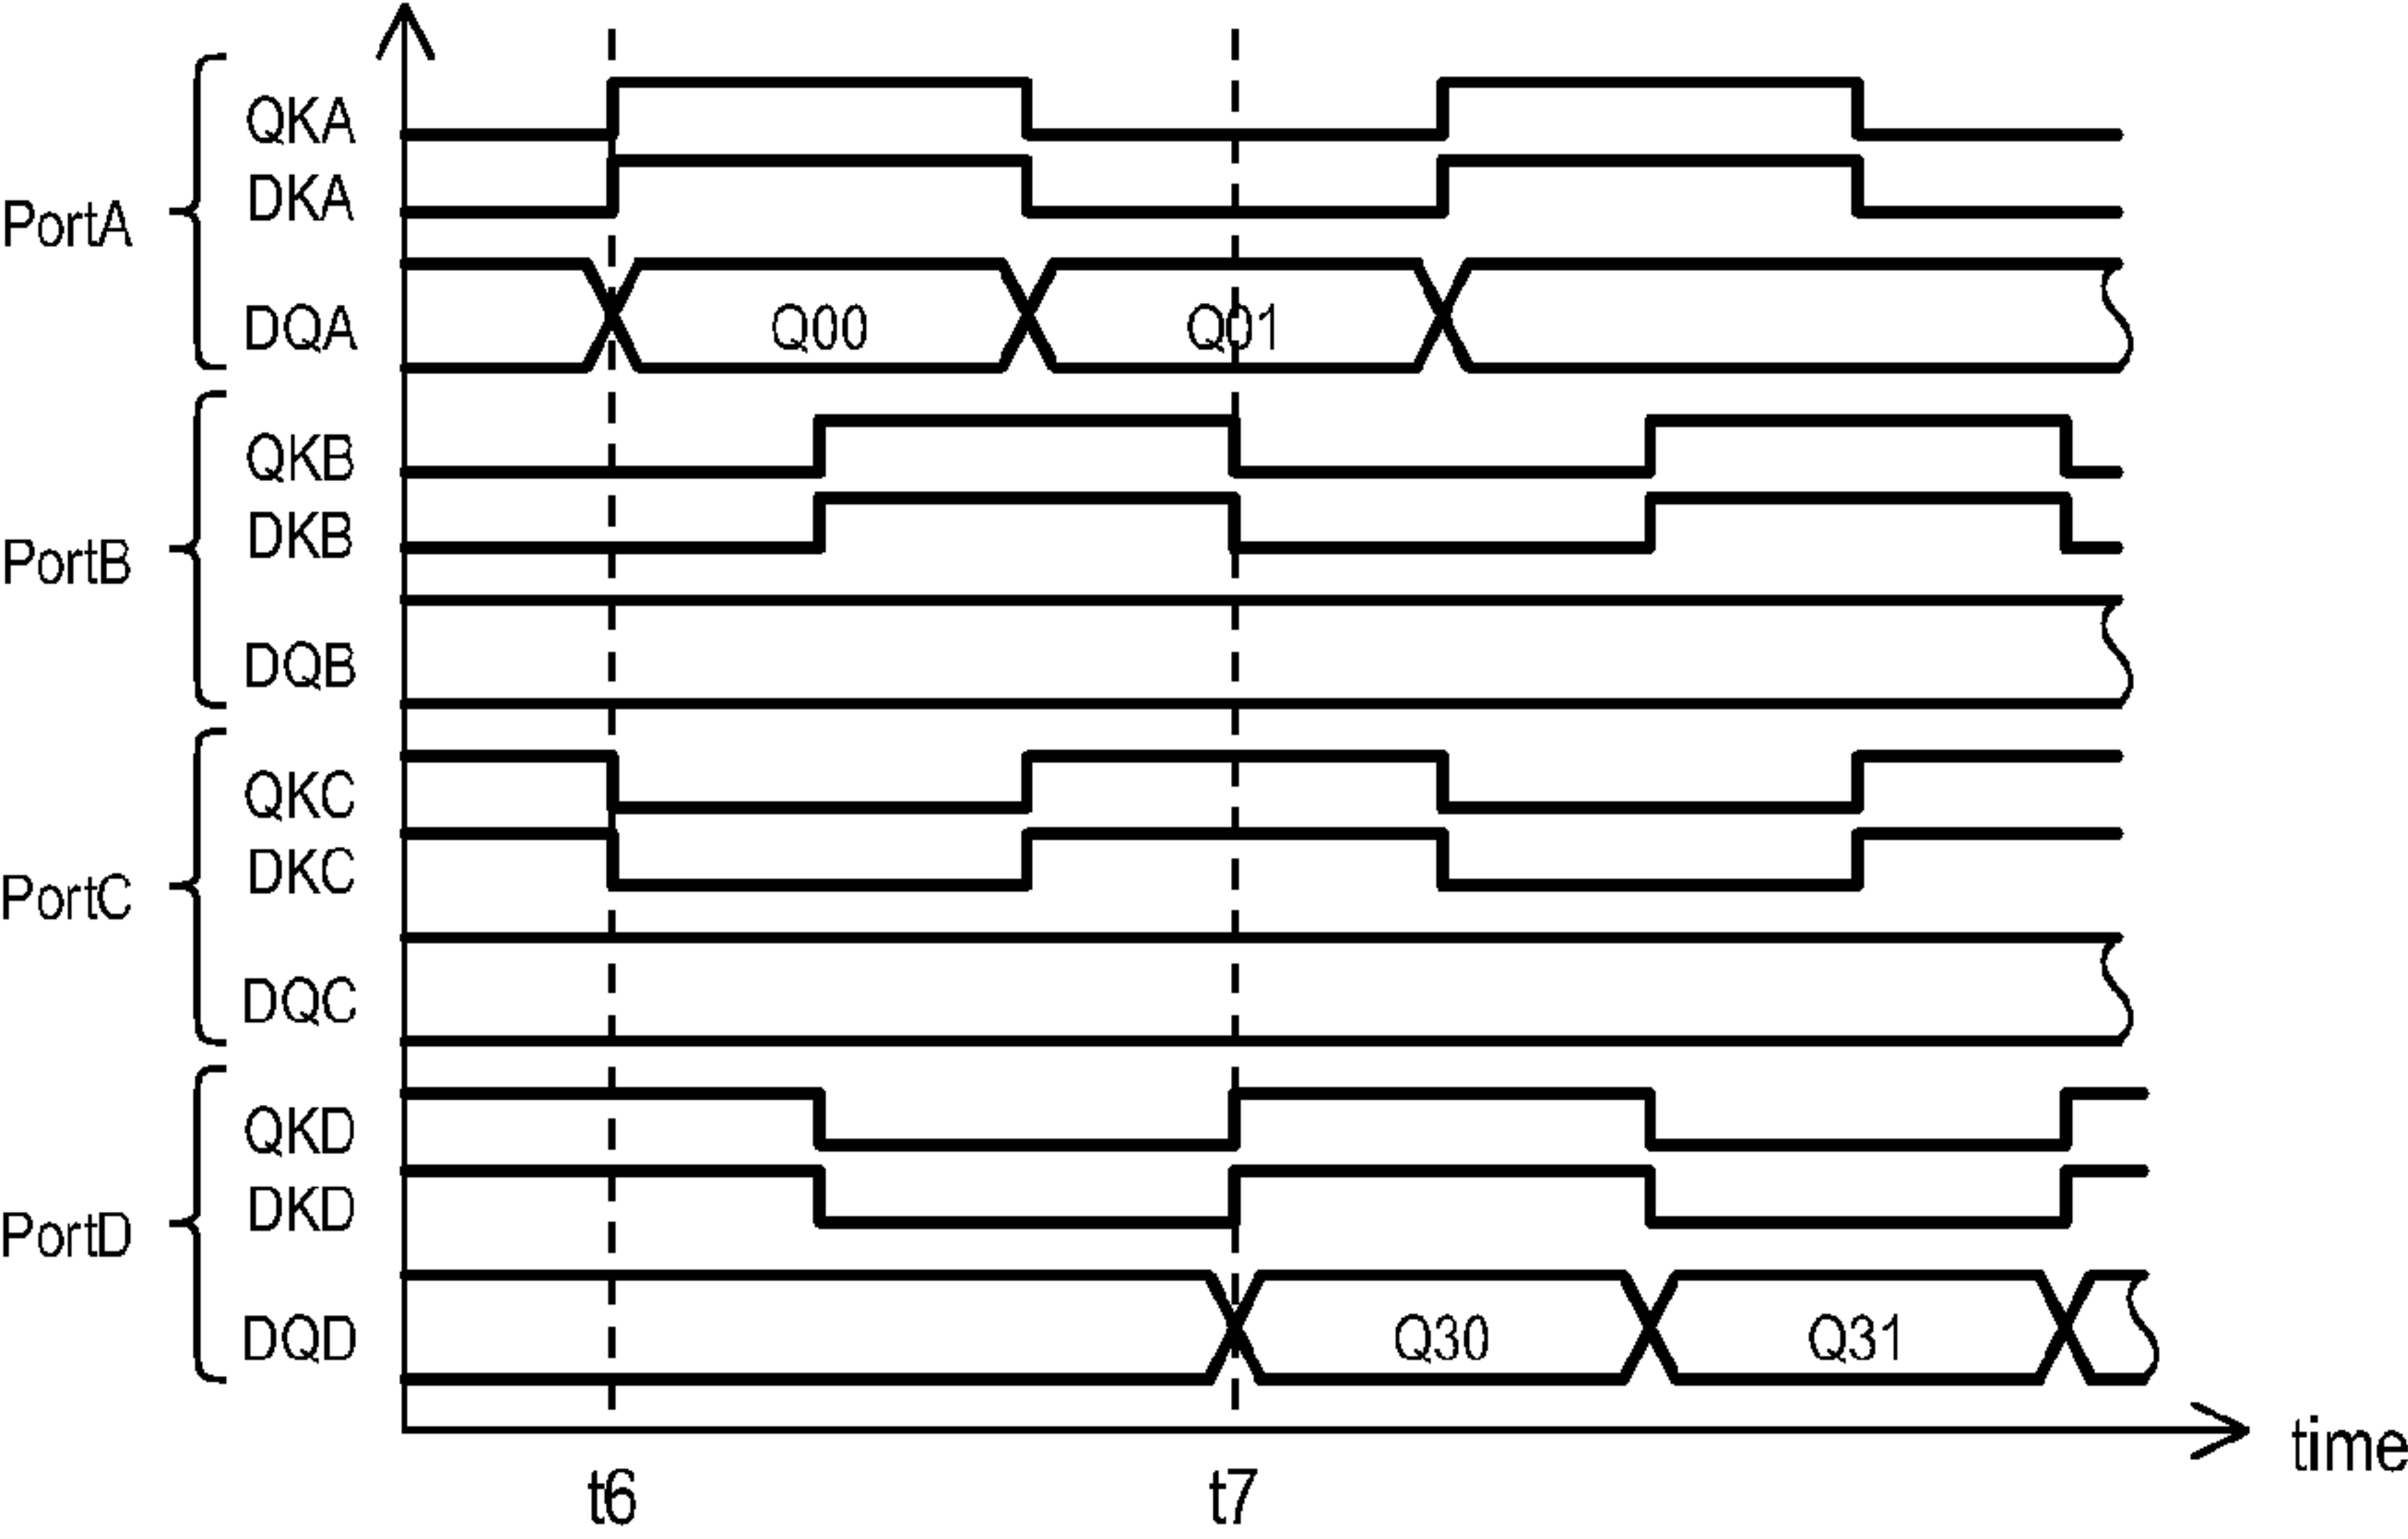 PortA
QKA
DKA
DQA
Q00
Q01
PortB
QKB
DKB
DQB
PortC
QKC
DKC
DQC
PortD
QKD
DKD
DQD
Q30
Q31
time
t6
t7